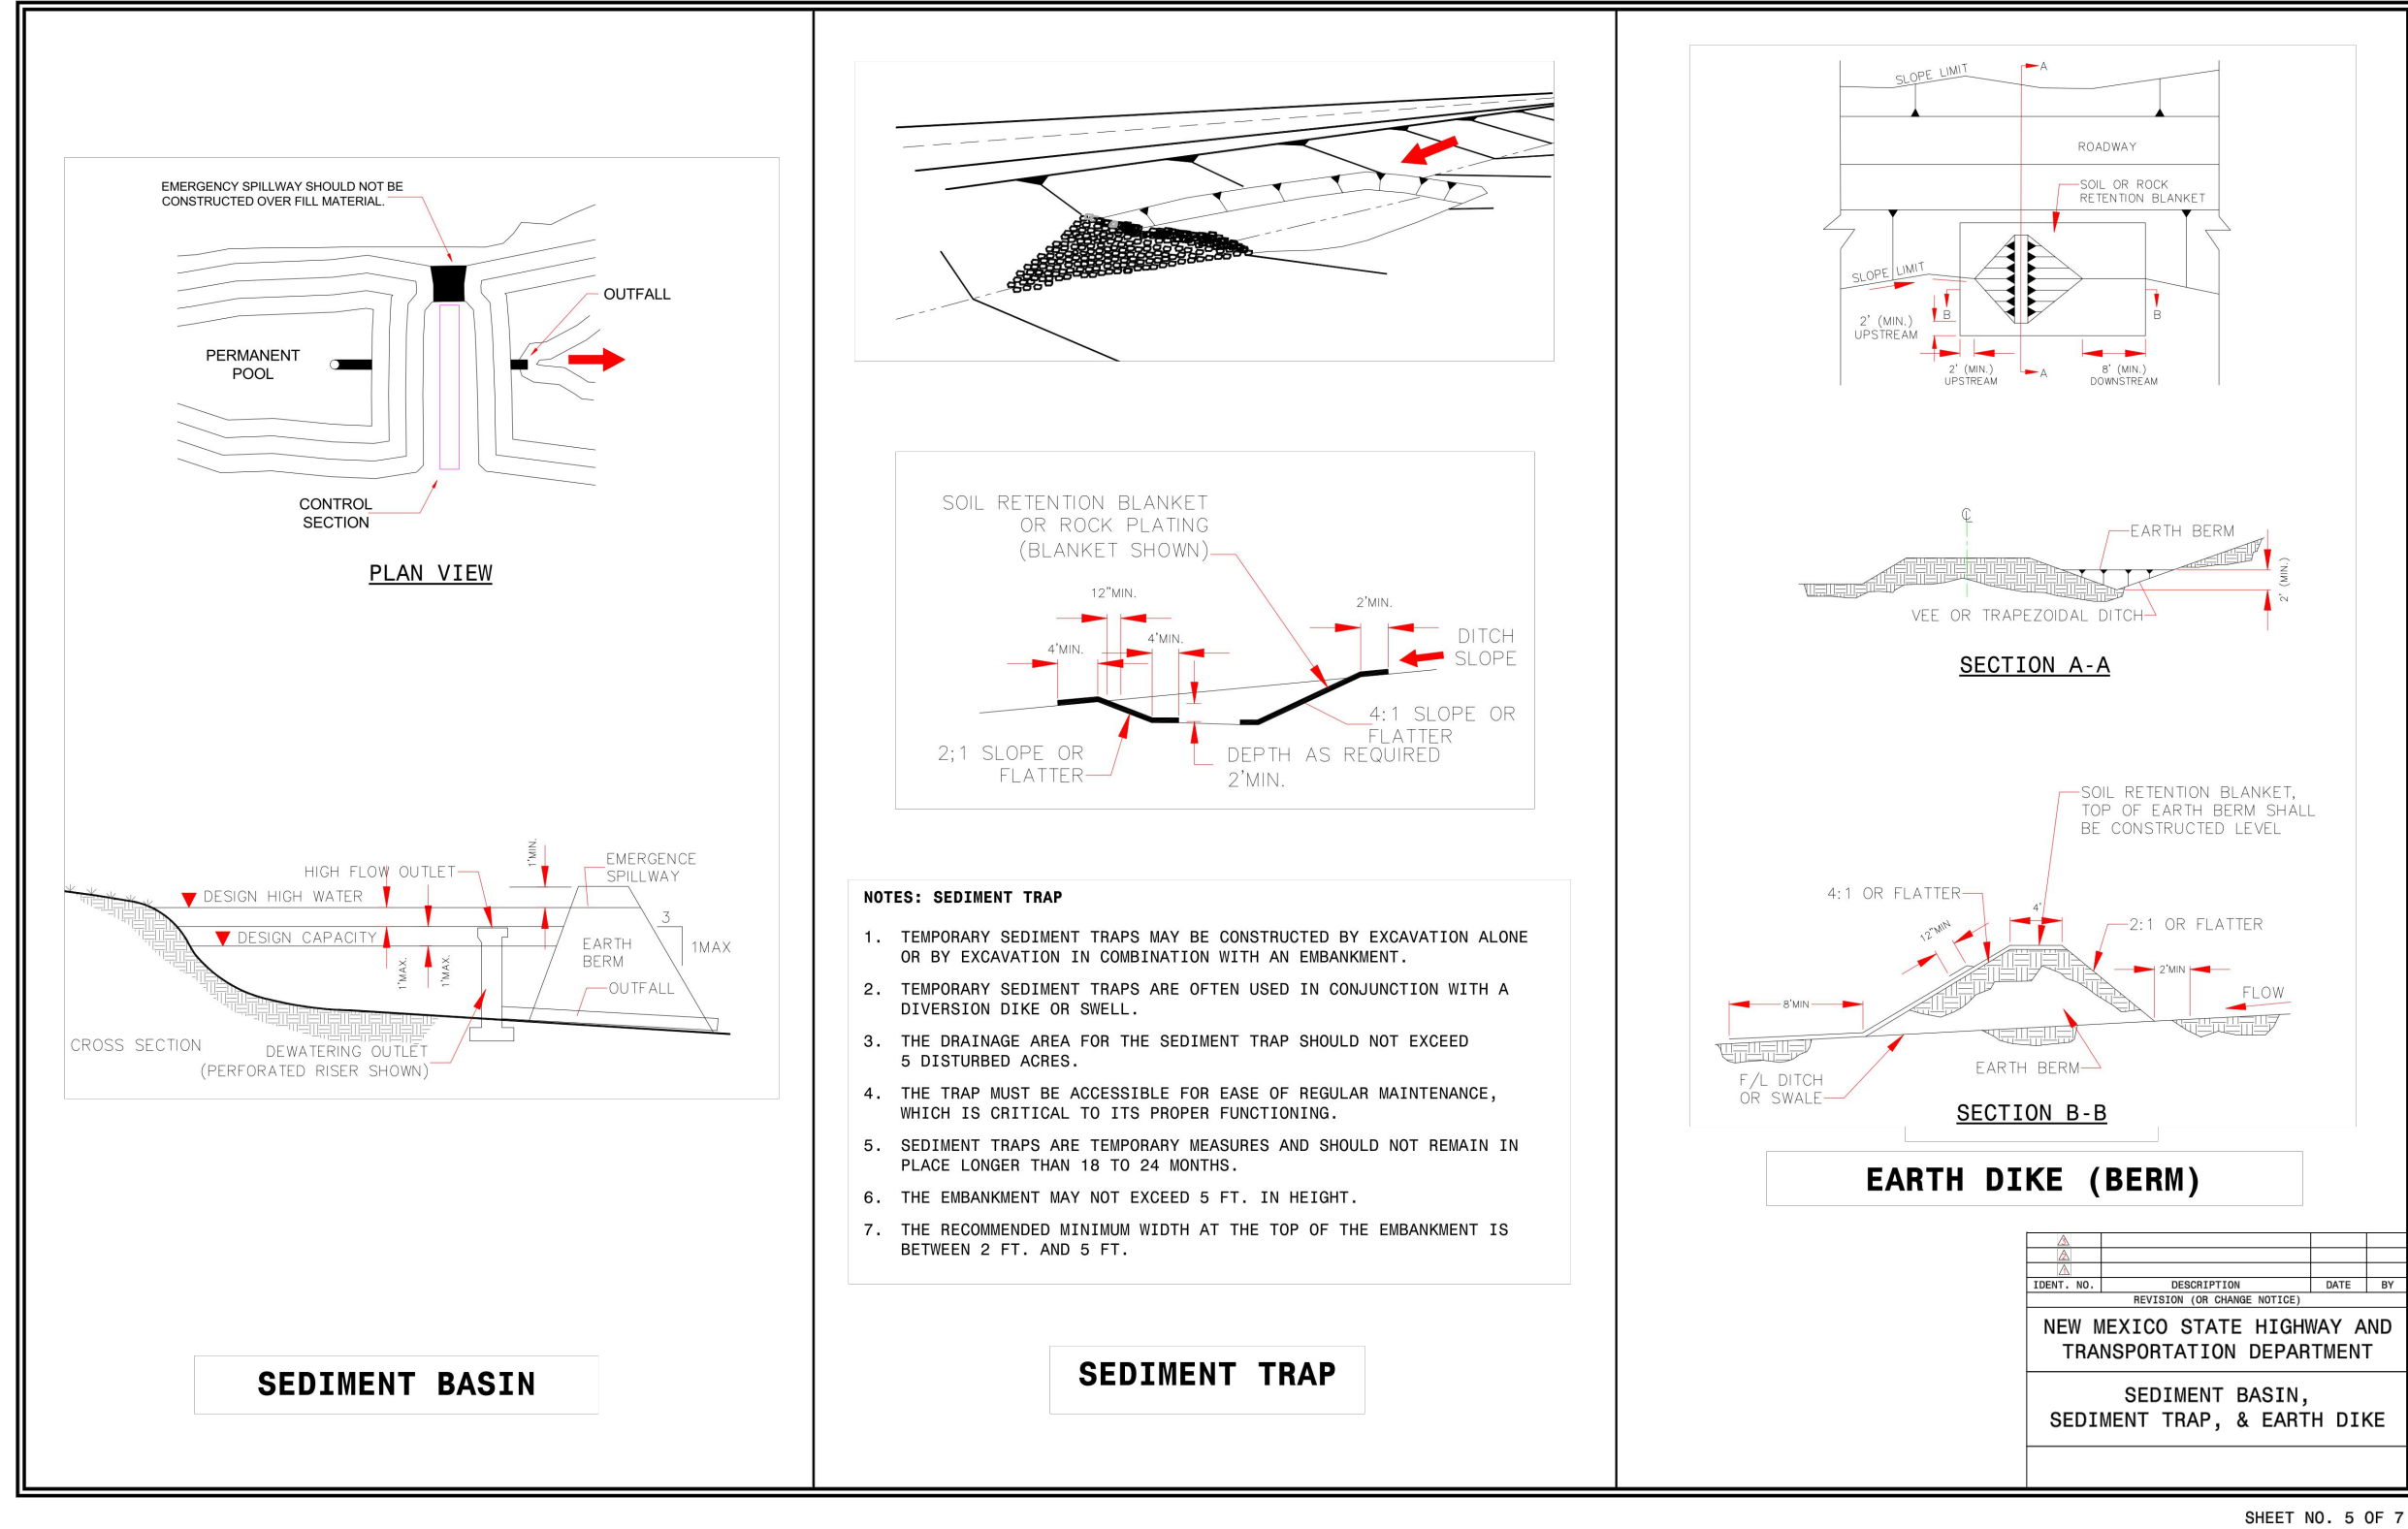 EMERGENCY SPILLWAY SHOULD NOT BE
CONSTRUCTED OVER FILL MATERIAL.
OUTFALL
PERMANENT
POOL
CONTROL
SECTION
PLAN VIEW
1'MIN.
HIGH FLOW OUTLET
EMERGENCE
SPILLWAY
DESIGN HIGH WATER
3
1MAX
DESIGN CAPACITY
EARTH
BERM
1'MAX.
1'MAX.
OUTFALL
CROSS SECTION
DEWATERING OUTLET
(PERFORATED RISER SHOWN)
SEDIMENT BASIN
SOIL RETENTION BLANKET
OR ROCK PLATING
(BLANKET SHOWN)
12"MIN.
2'MIN.
4'MIN.
4'MIN.
DITCH
SLOPE
4:1 SLOPE OR
FLATTER
2;1 SLOPE OR
FLATTER
DEPTH AS REQUIRED
2'MIN.
NOTES: SEDIMENT TRAP
1. TEMPORARY SEDIMENT TRAPS MAY BE CONSTRUCTED BY EXCAVATION ALONE
OR BY EXCAVATION IN COMBINATION WITH AN EMBANKMENT.
2. TEMPORARY SEDIMENT TRAPS ARE OFTEN USED IN CONJUNCTION WITH A
DIVERSION DIKE OR SWELL.
3. THE DRAINAGE AREA FOR THE SEDIMENT TRAP SHOULD NOT EXCEED
5 DISTURBED ACRES.
4. THE TRAP MUST BE ACCESSIBLE FOR EASE OF REGULAR MAINTENANCE,
WHICH IS CRITICAL TO ITS PROPER FUNCTIONING.
5. SEDIMENT TRAPS ARE TEMPORARY MEASURES AND SHOULD NOT REMAIN IN
PLACE LONGER THAN 18 TO 24 MONTHS.
6. THE EMBANKMENT MAY NOT EXCEED 5 FT. IN HEIGHT.
7. THE RECOMMENDED MINIMUM WIDTH AT THE TOP OF THE EMBANKMENT IS
BETWEEN 2 FT. AND 5 FT.
SEDIMENT TRAP
A
SLOPE LIMIT
ROADWAY
SOIL OR ROCK
RETENTION BLANKET
SLOPE LIMIT
B
B
2' (MIN.)
UPSTREAM
2' (MIN.)
UPSTREAM
A
8' (MIN.)
DOWNSTREAM
℄
EARTH BERM
2' (MIN.)
VEE OR TRAPEZOIDAL DITCH
SECTION A-A
SOIL RETENTION BLANKET,
TOP OF EARTH BERM SHALL
BE CONSTRUCTED LEVEL
4:1 OR FLATTER
4'
12"MIN
2:1 OR FLATTER
2'MIN
8'MIN
FLOW
EARTH BERM
F/L DITCH
OR SWALE
SECTION B-B
EARTH DIKE (BERM)
3
2
1
IDENT. NO. DESCRIPTION DATE BY
REVISION (OR CHANGE NOTICE)
NEW MEXICO STATE HIGHWAY AND
TRANSPORTATION DEPARTMENT
SEDIMENT BASIN,
SEDIMENT TRAP, & EARTH DIKE
SHEET NO. 5 OF 7